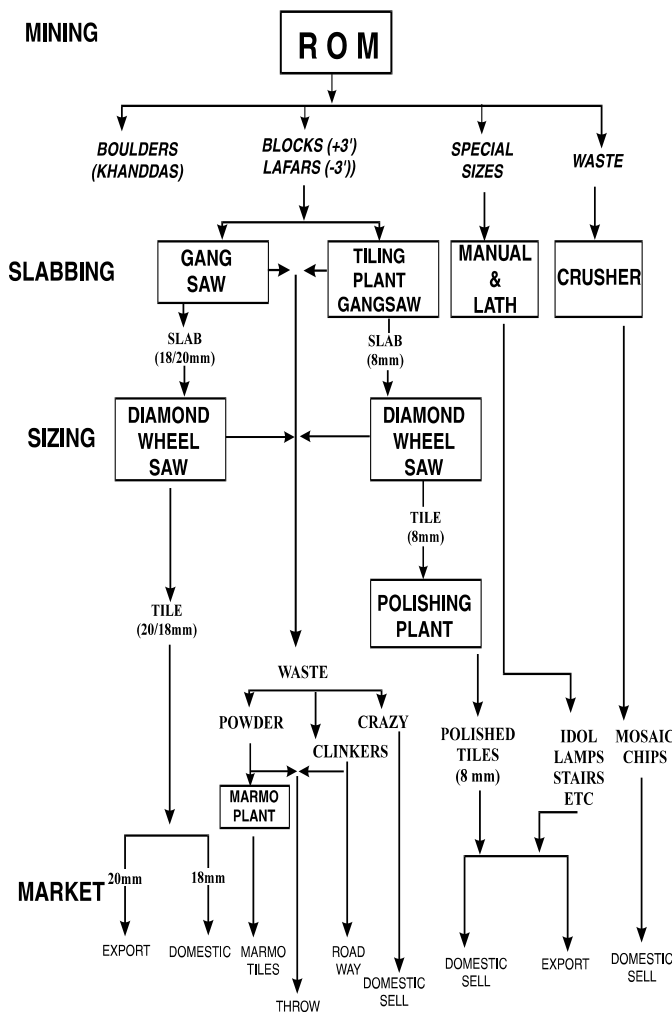 MINING
R O M
BOULDERS
(KHANDDAS)
BLOCKS (+3')
LAFARS (-3'))
SPECIAL
SIZES
WASTE
SLABBING
GANG
SAW
TILING
PLANT
GANGSAW
MANUAL
&
LATH
CRUSHER
SLAB
(18/20mm)
SLAB
(8mm)
SIZING
DIAMOND
WHEEL
SAW
DIAMOND
WHEEL
SAW
TILE
(8mm)
TILE
(20/18mm)
POLISHING
PLANT
WASTE
POWDER
CRAZY
CLINKERS
POLISHED
TILES
(8 mm)
IDOL
LAMPS
STAIRS
ETC
MOSAIC
CHIPS
MARMO
PLANT
MARKET
20mm
18mm
EXPORT
DOMESTIC
MARMO
TILES
THROW
ROAD
WAY
DOMESTIC
SELL
DOMESTIC
SELL
EXPORT
DOMESTIC
SELL